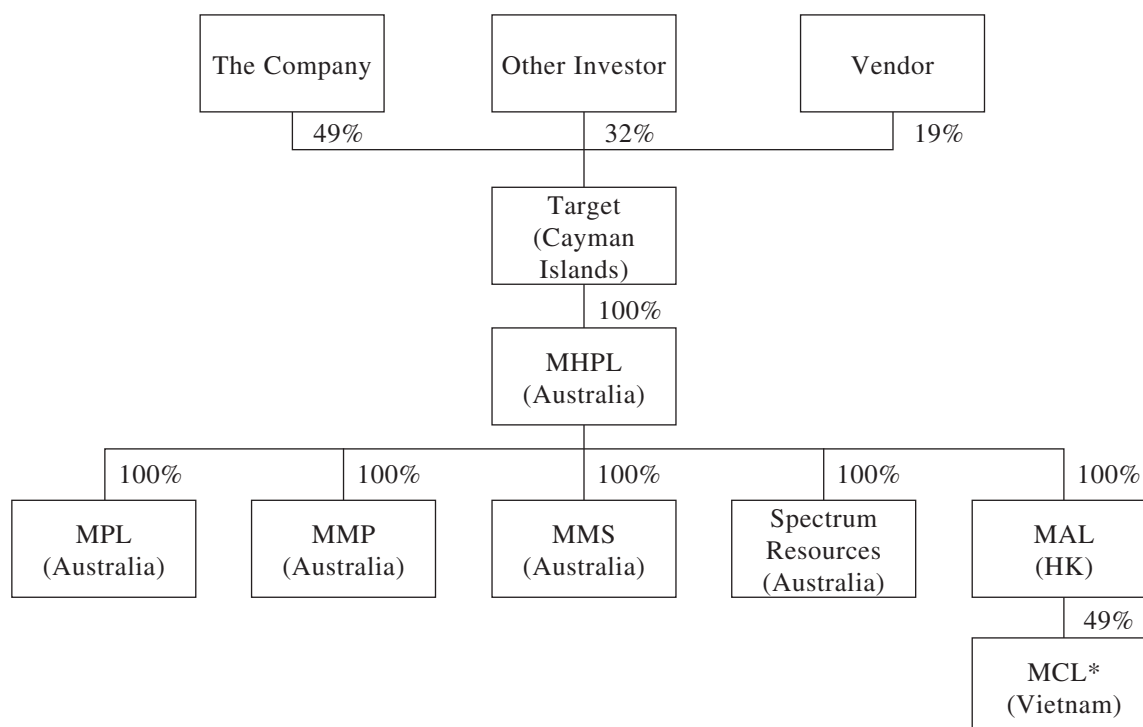 The Company
Other Investor
Vendor
49%
32%
19%
Target
(Cayman
Islands)
100%
MHPL
(Australia)
100%
100%
100%
100%
100%
MPL
(Australia)
MMP
(Australia)
MMS
(Australia)
Spectrum
Resources
(Australia)
MAL
(HK)
49%
MCL*
(Vietnam)